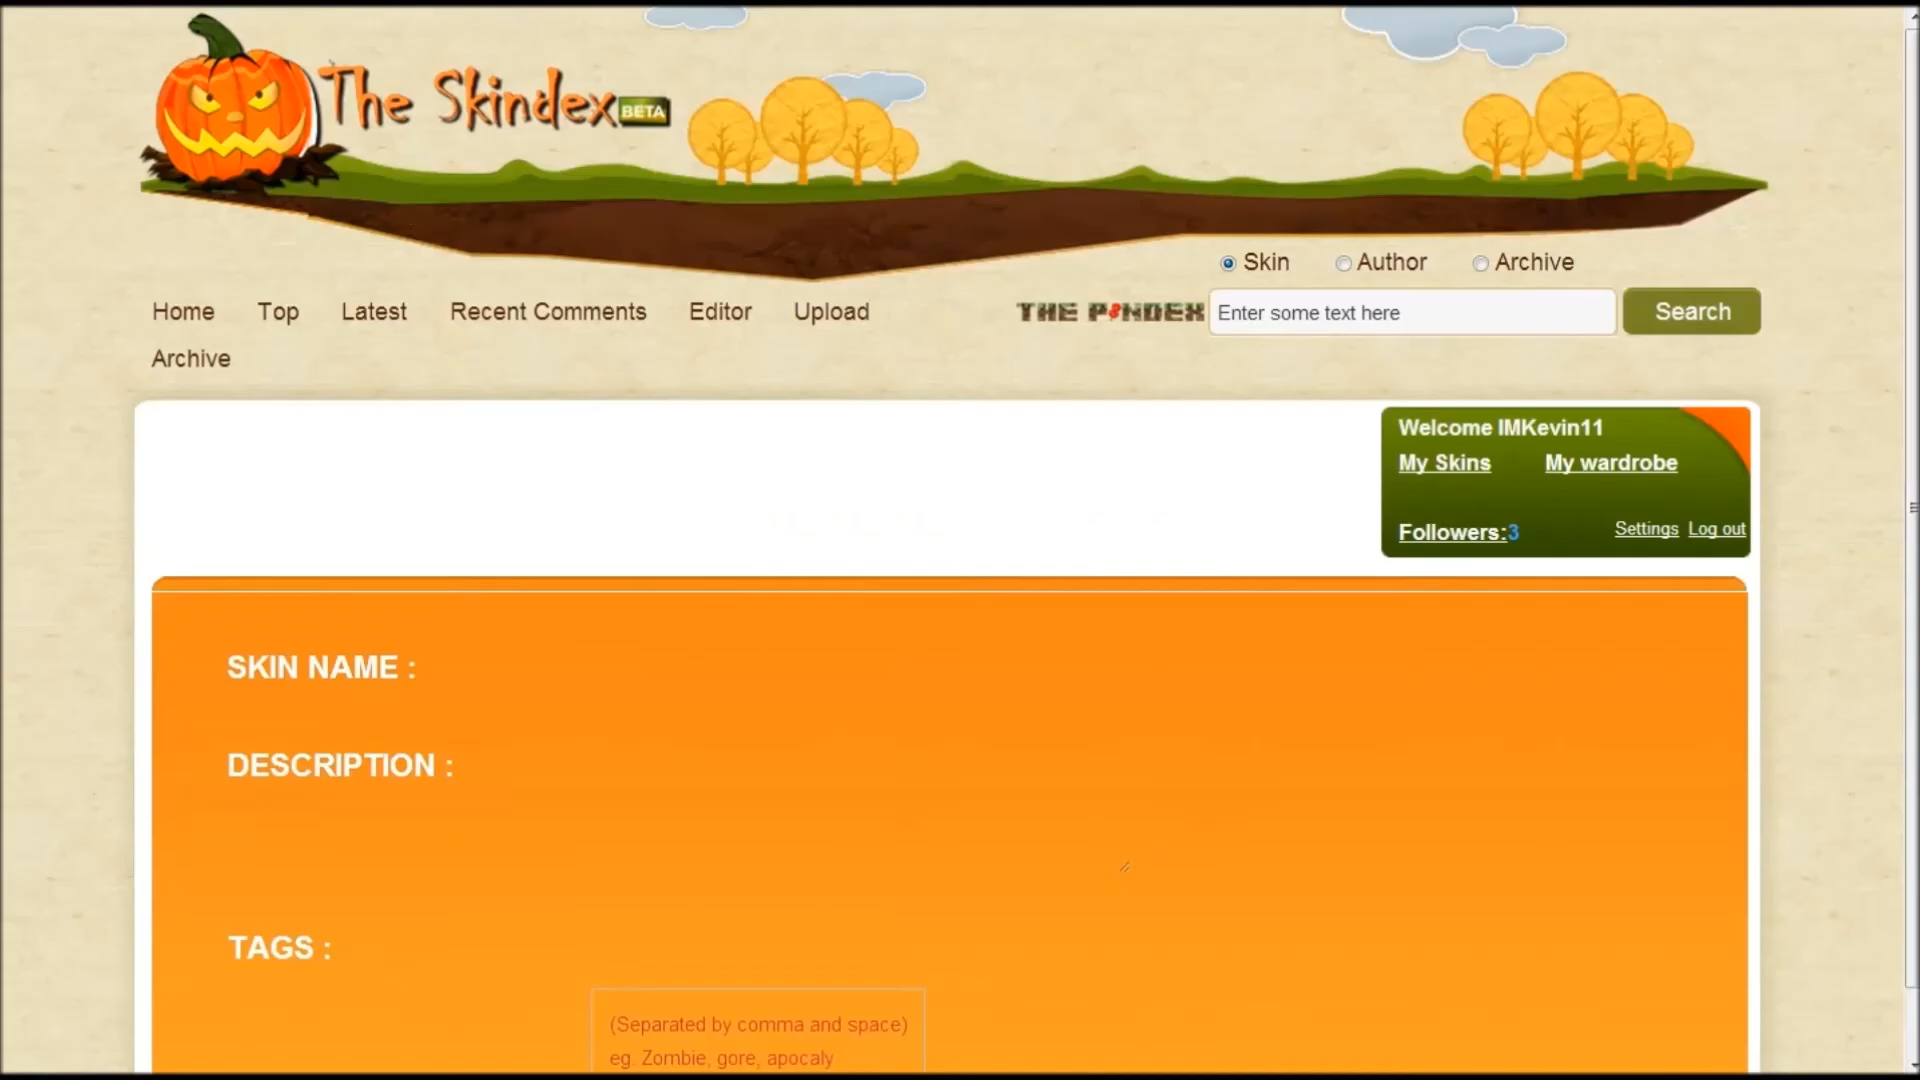 The Skindex BETA
Skin Author Archive
Home Top Latest Recent Comments Editor Upload THE PINDEX Enter some text here Search
Archive
Welcome IMKevin11
My Skins My wardrobe
Followers:3 Settings Log out
SKIN NAME :
DESCRIPTION :
TAGS :
(Separated by comma and space)
eg. Zombie, gore, apocaly